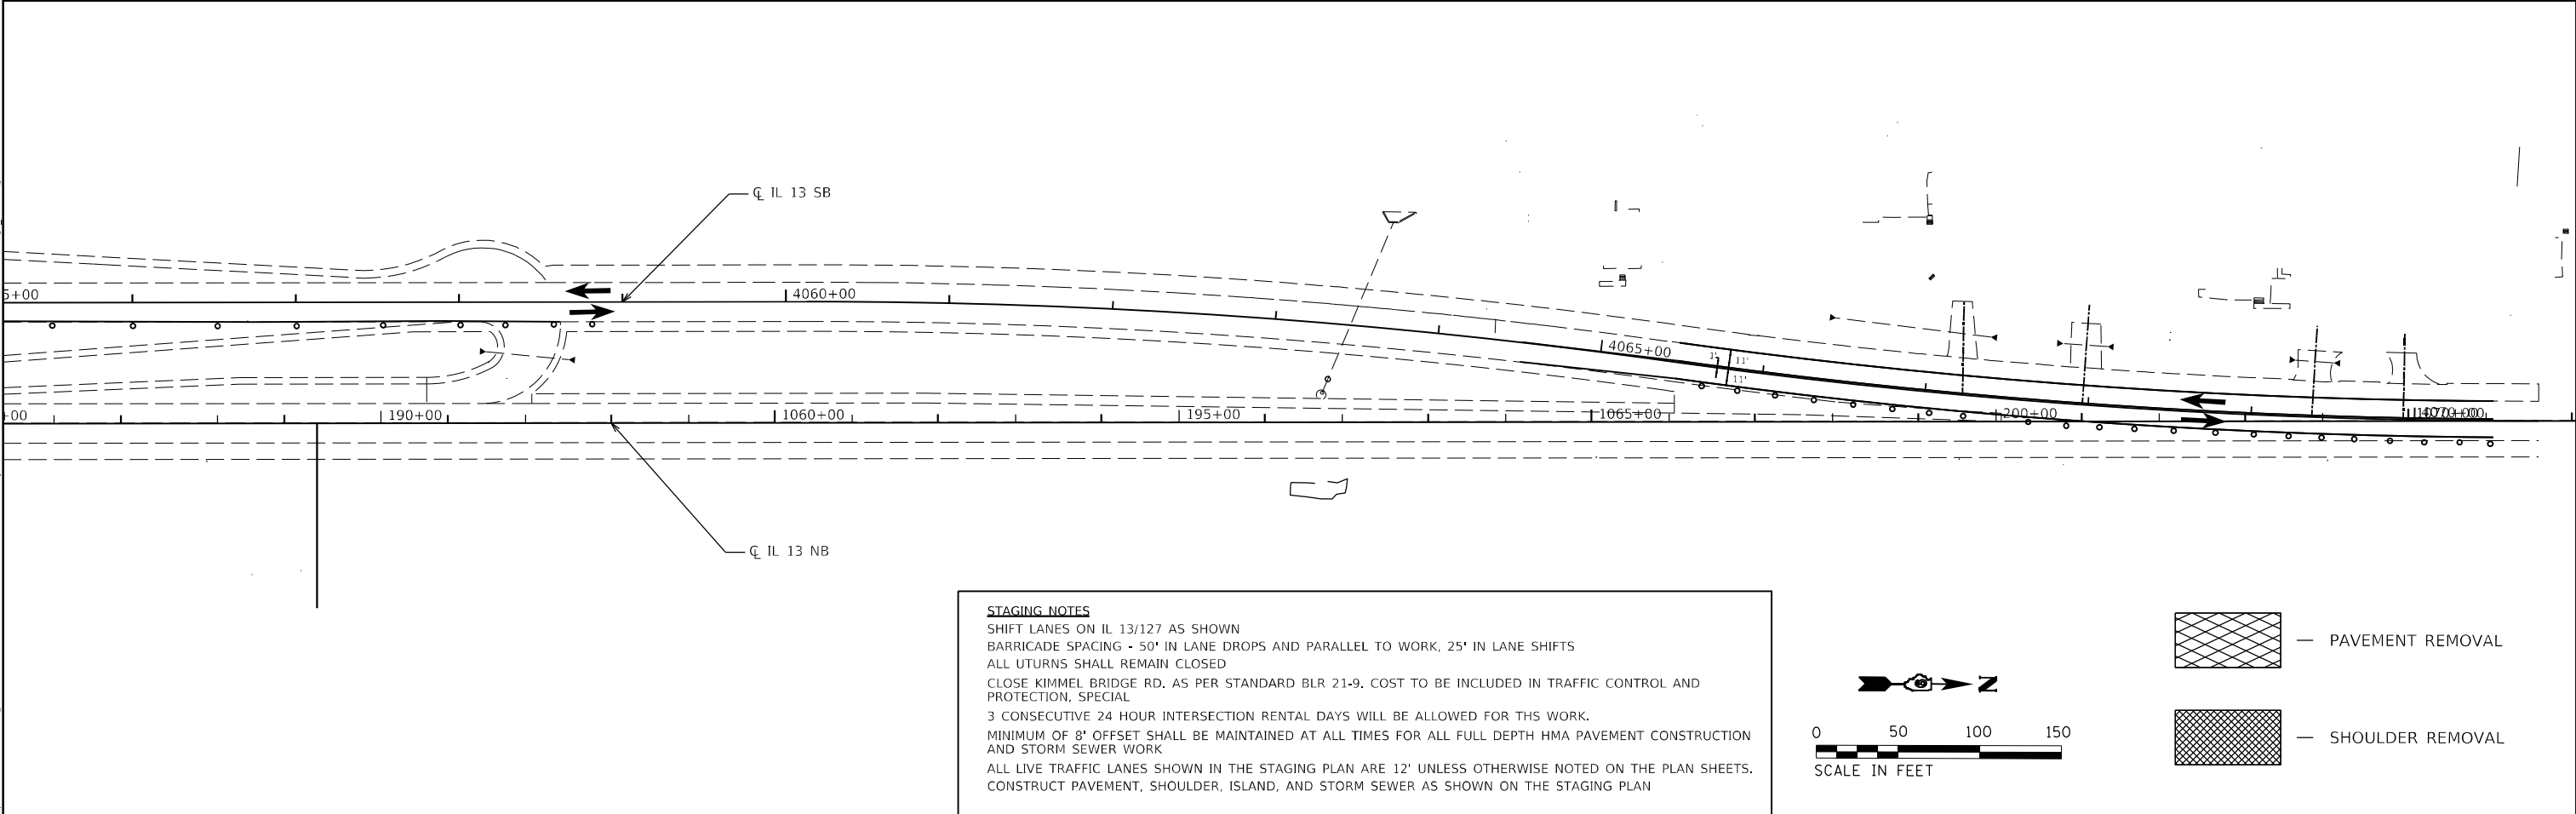 ℄ IL 13 SB
5+00
4060+00
4065+00
1'
11'
11'
+00
190+00
1060+00
195+00
1065+00
200+00
4070+00
℄ IL 13 NB
STAGING NOTES
SHIFT LANES ON IL 13/127 AS SHOWN
BARRICADE SPACING - 50' IN LANE DROPS AND PARALLEL TO WORK, 25' IN LANE SHIFTS
ALL UTURNS SHALL REMAIN CLOSED
CLOSE KIMMEL BRIDGE RD. AS PER STANDARD BLR 21-9. COST TO BE INCLUDED IN TRAFFIC CONTROL AND
PROTECTION, SPECIAL
3 CONSECUTIVE 24 HOUR INTERSECTION RENTAL DAYS WILL BE ALLOWED FOR THS WORK.
MINIMUM OF 8' OFFSET SHALL BE MAINTAINED AT ALL TIMES FOR ALL FULL DEPTH HMA PAVEMENT CONSTRUCTION
AND STORM SEWER WORK
ALL LIVE TRAFFIC LANES SHOWN IN THE STAGING PLAN ARE 12' UNLESS OTHERWISE NOTED ON THE PLAN SHEETS.
CONSTRUCT PAVEMENT, SHOULDER, ISLAND, AND STORM SEWER AS SHOWN ON THE STAGING PLAN
N
0 50 100 150
SCALE IN FEET
— PAVEMENT REMOVAL
— SHOULDER REMOVAL